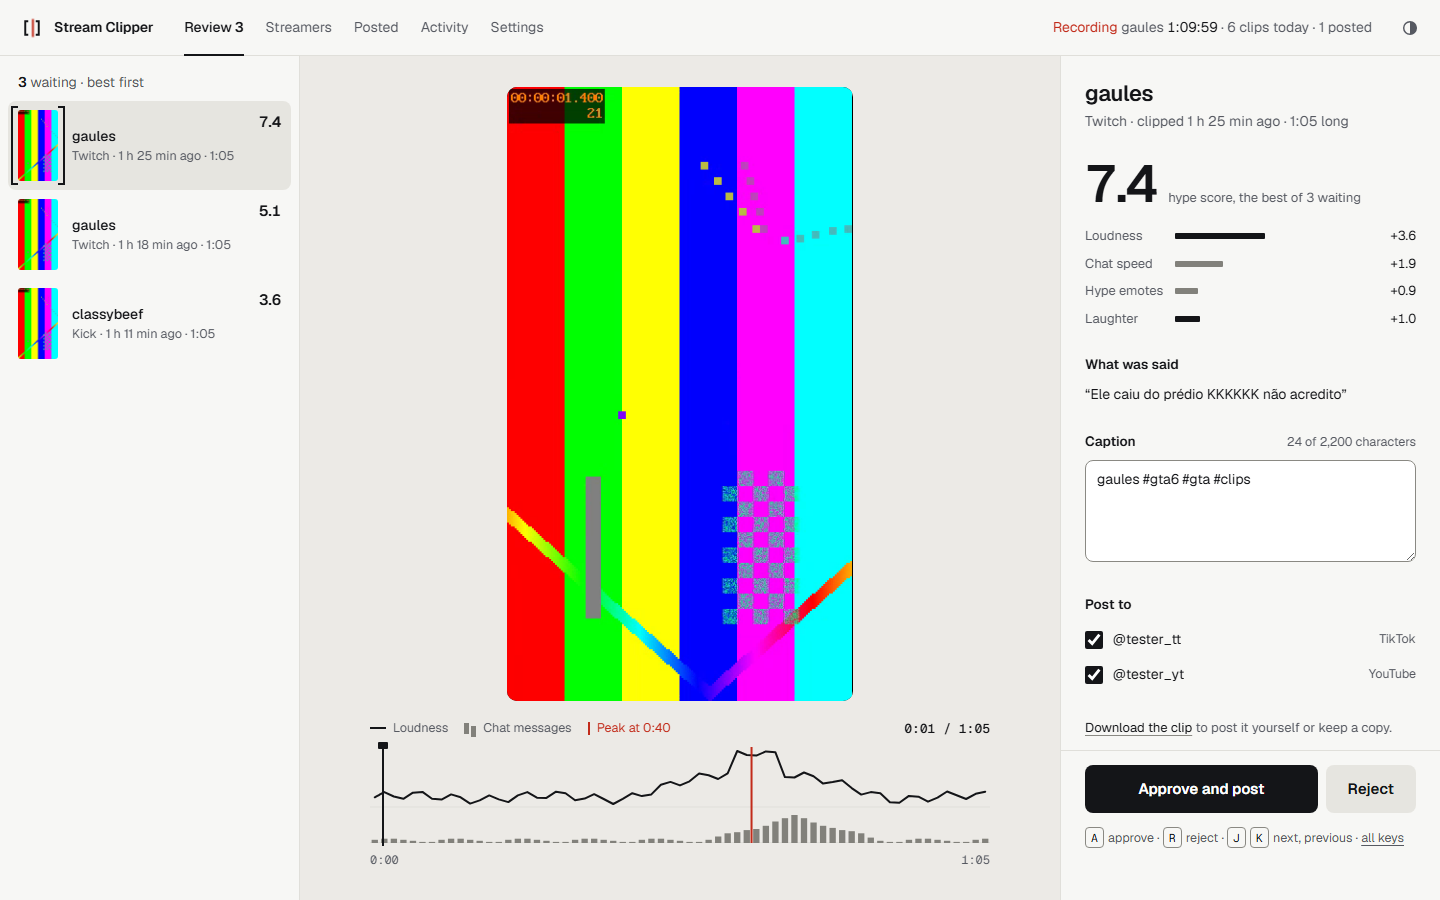 Stream Clipper
Review 3
Streamers
Posted
Activity
Settings
Recording gaules 1:09:59 · 6 clips today · 1 posted
3 waiting · best first
7.4
gaules
Twitch · 1 h 25 min ago · 1:05
5.1
gaules
Twitch · 1 h 18 min ago · 1:05
3.6
classybeef
Kick · 1 h 11 min ago · 1:05
00:00:01.400
21
Loudness
Chat messages
Peak at 0:40
0:01 / 1:05
0:00
1:05
gaules
Twitch · clipped 1 h 25 min ago · 1:05 long
7.4 hype score, the best of 3 waiting
Loudness +3.6
Chat speed +1.9
Hype emotes +0.9
Laughter +1.0
What was said
“Ele caiu do prédio KKKKKK não acredito”
Caption 24 of 2,200 characters
gaules #gta6 #gta #clips
Post to
@tester_tt TikTok
@tester_yt YouTube
Download the clip to post it yourself or keep a copy.
Approve and post
Reject
A approve · R reject · J K next, previous · all keys